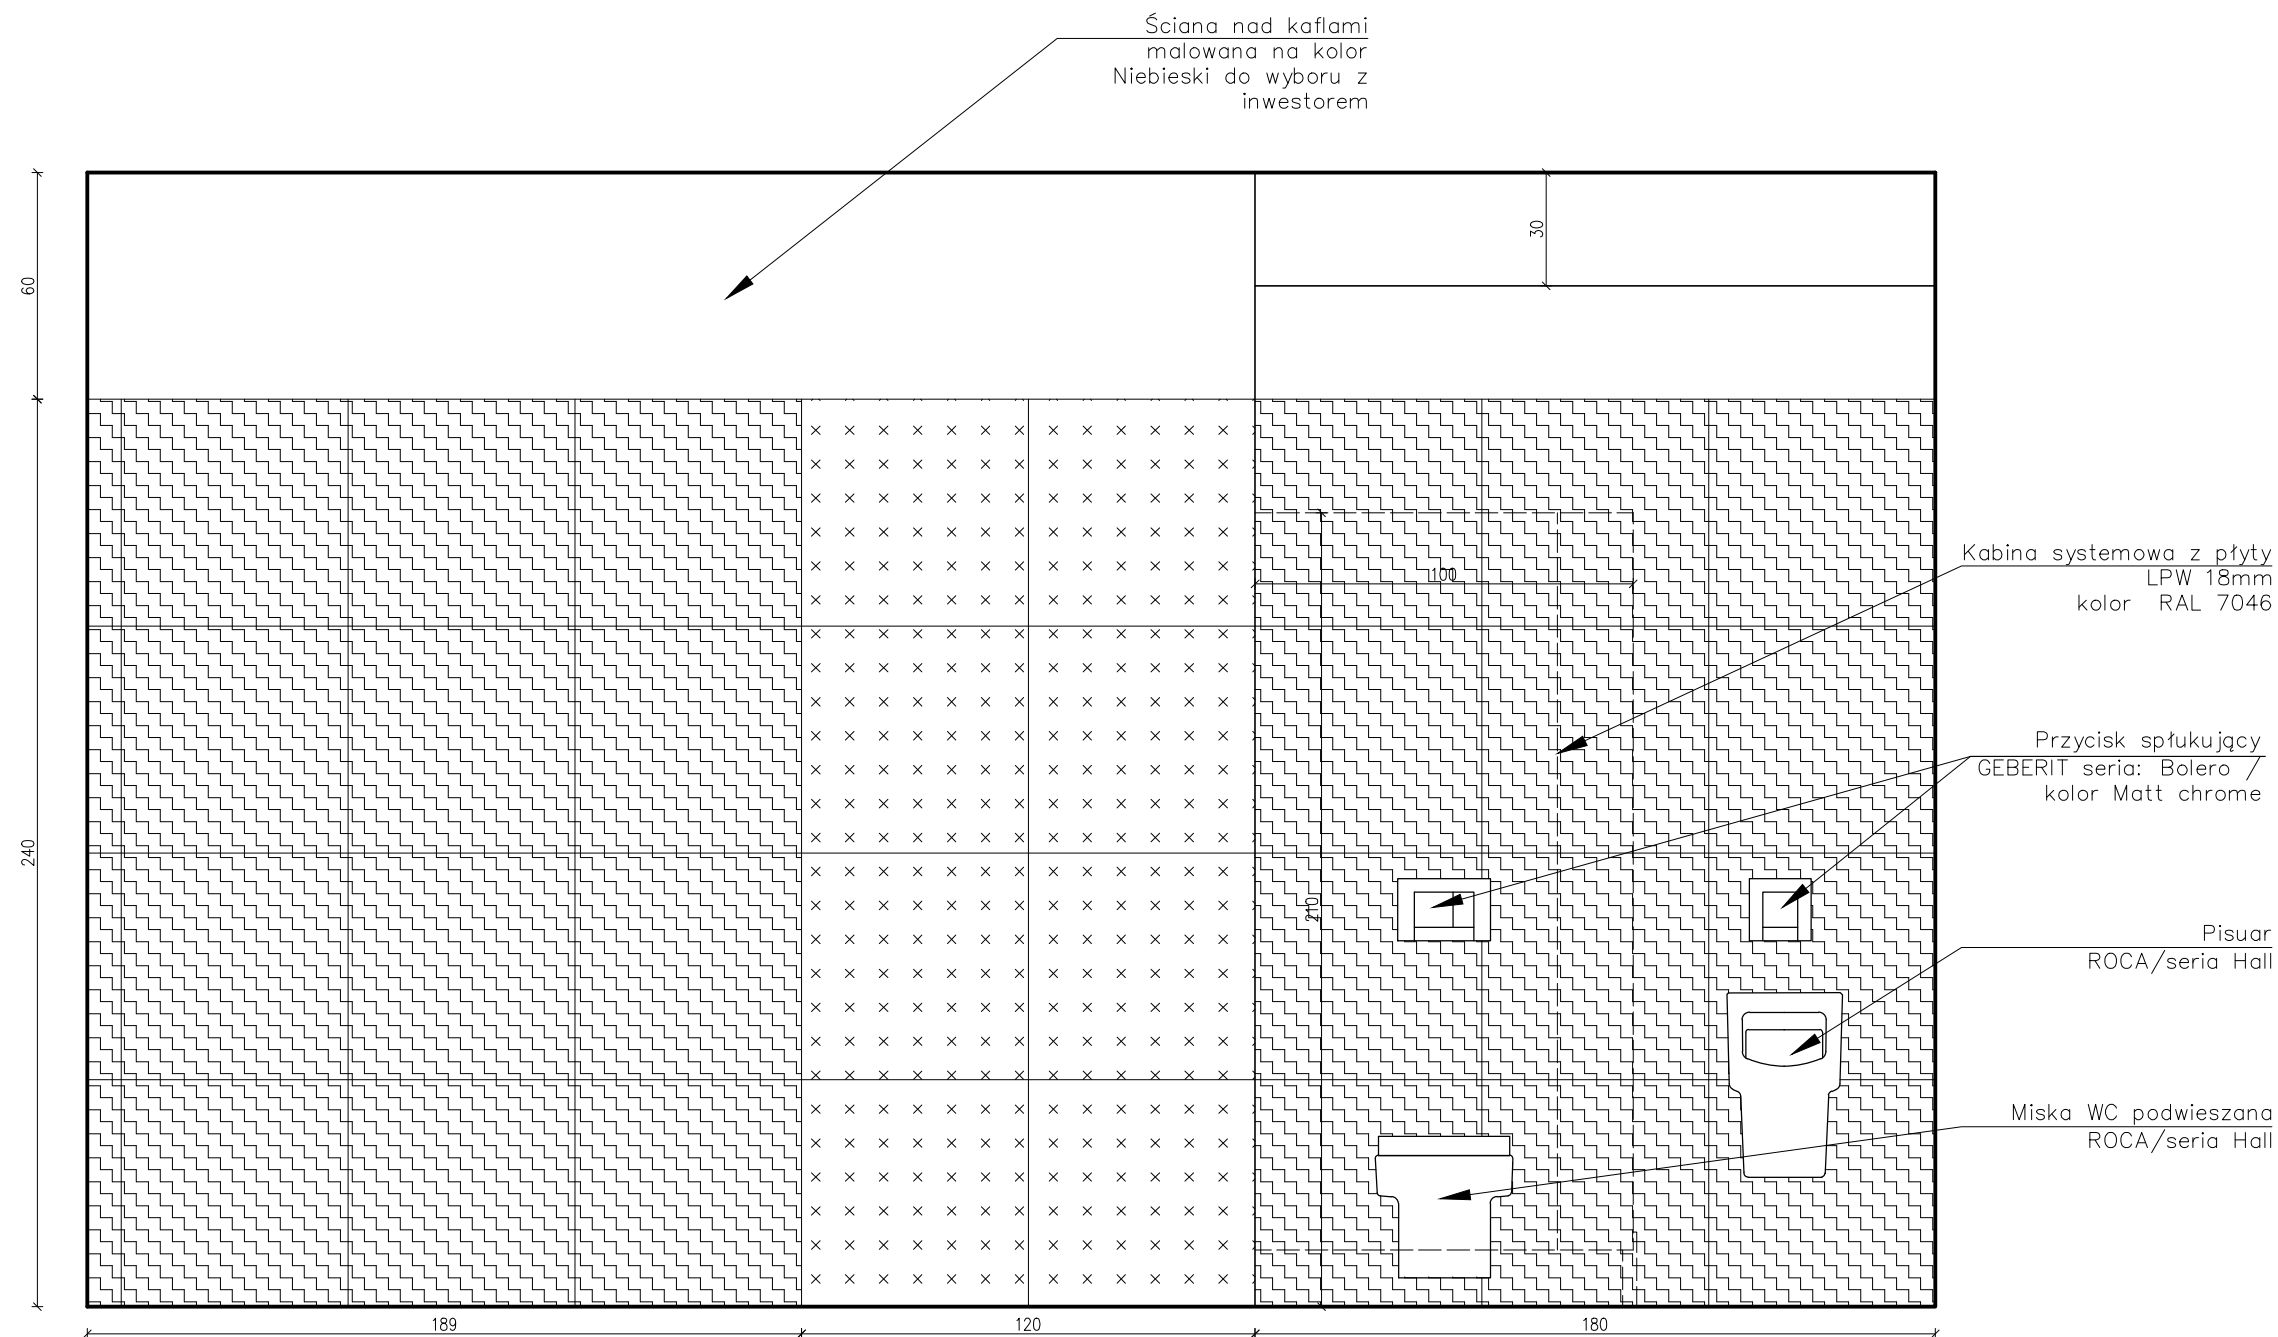 Ściana nad kaflami
malowana na kolor
Niebieski do wyboru z
inwestorem
30
60
Kabina systemowa z płyty
LPW 18mm
kolor RAL 7046
100
Przycisk spłukujący
GEBERIT seria: Bolero /
kolor Matt chrome
240
210
Pisuar
ROCA/seria Hall
Miska WC podwieszana
ROCA/seria Hall
189
120
180